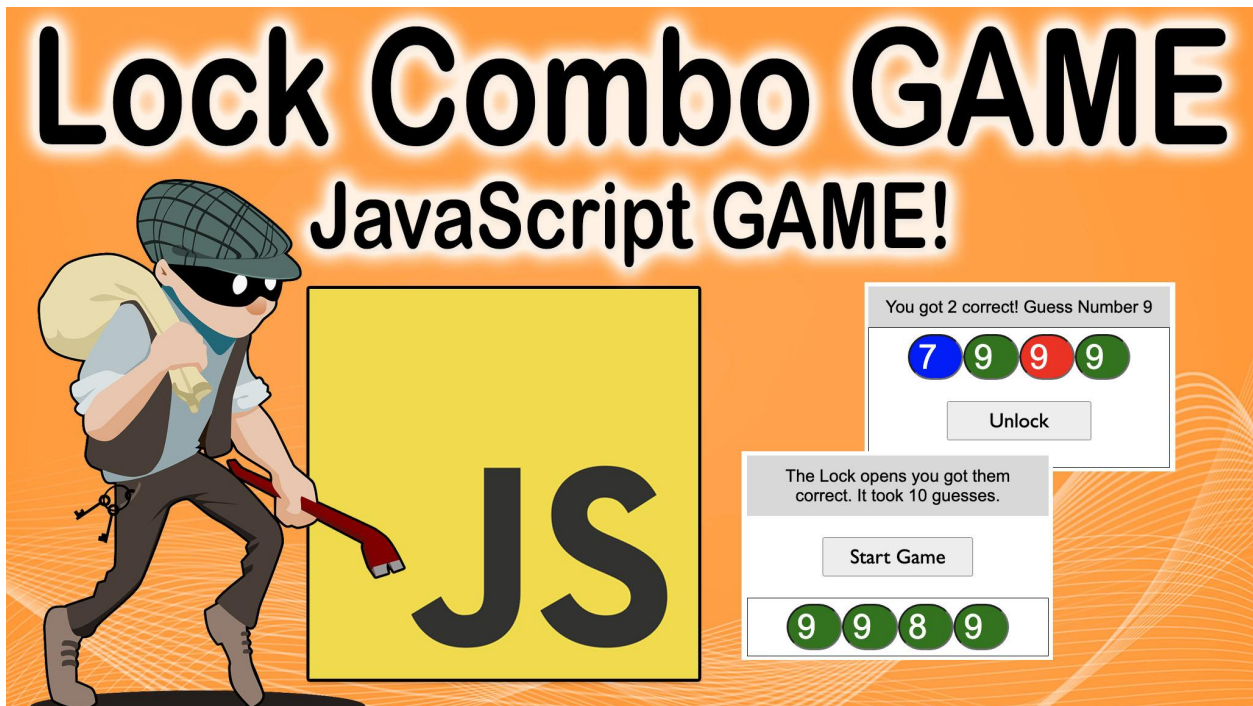 Lock Combo GAME
JavaScript GAME!
You got 2 correct! Guess Number 9
7 9 9 9
Unlock
The Lock opens you got them
correct. It took 10 guesses.
Start Game
9 9 8 9
JS